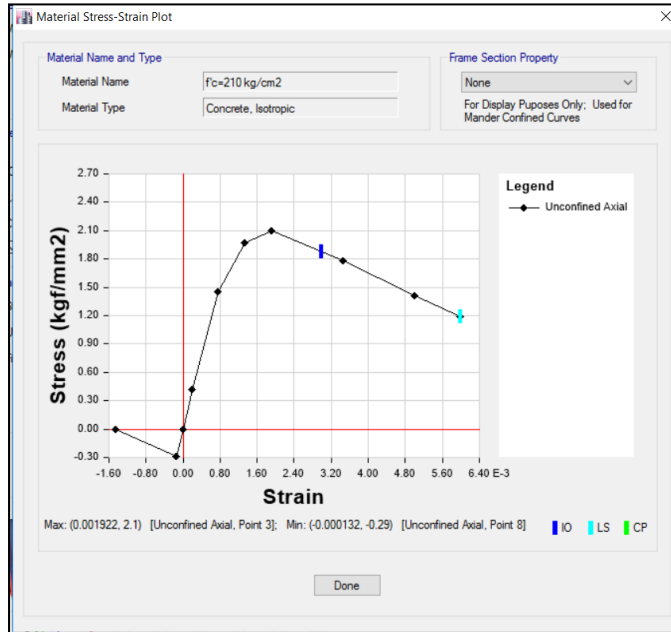 Material Stress-Strain Plot
Material Name and Type
Material Name
f'c=210 kg/cm2
Material Type
Concrete, Isotropic
Frame Section Property
None
For Display Puposes Only; Used for
Mander Confined Curves
Legend
Unconfined Axial
Stress (kgf/mm2)
2.70
2.40
2.10
1.80
1.50
1.20
0.90
0.60
0.30
0.00
-0.30
-1.60 -0.80 0.00 0.80 1.60 2.40 3.20 4.00 4.80 5.60 6.40 E-3
Strain
Max: (0.001922, 2.1) [Unconfined Axial, Point 3]; Min: (-0.000132, -0.29) [Unconfined Axial, Point 8]
IO LS CP
Done